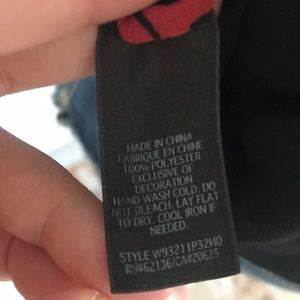 MADE IN CHINA
FABRIQUE EN CHINE
100% POLYESTER
EXCLUSIVE OF
DECORATION
HAND WASH COLD. DO
NOT BLEACH. LAY FLAT
TO DRY. COOL IRON IF
NEEDED.
STYLE W93211P32H0
RN#62136/CA#20625